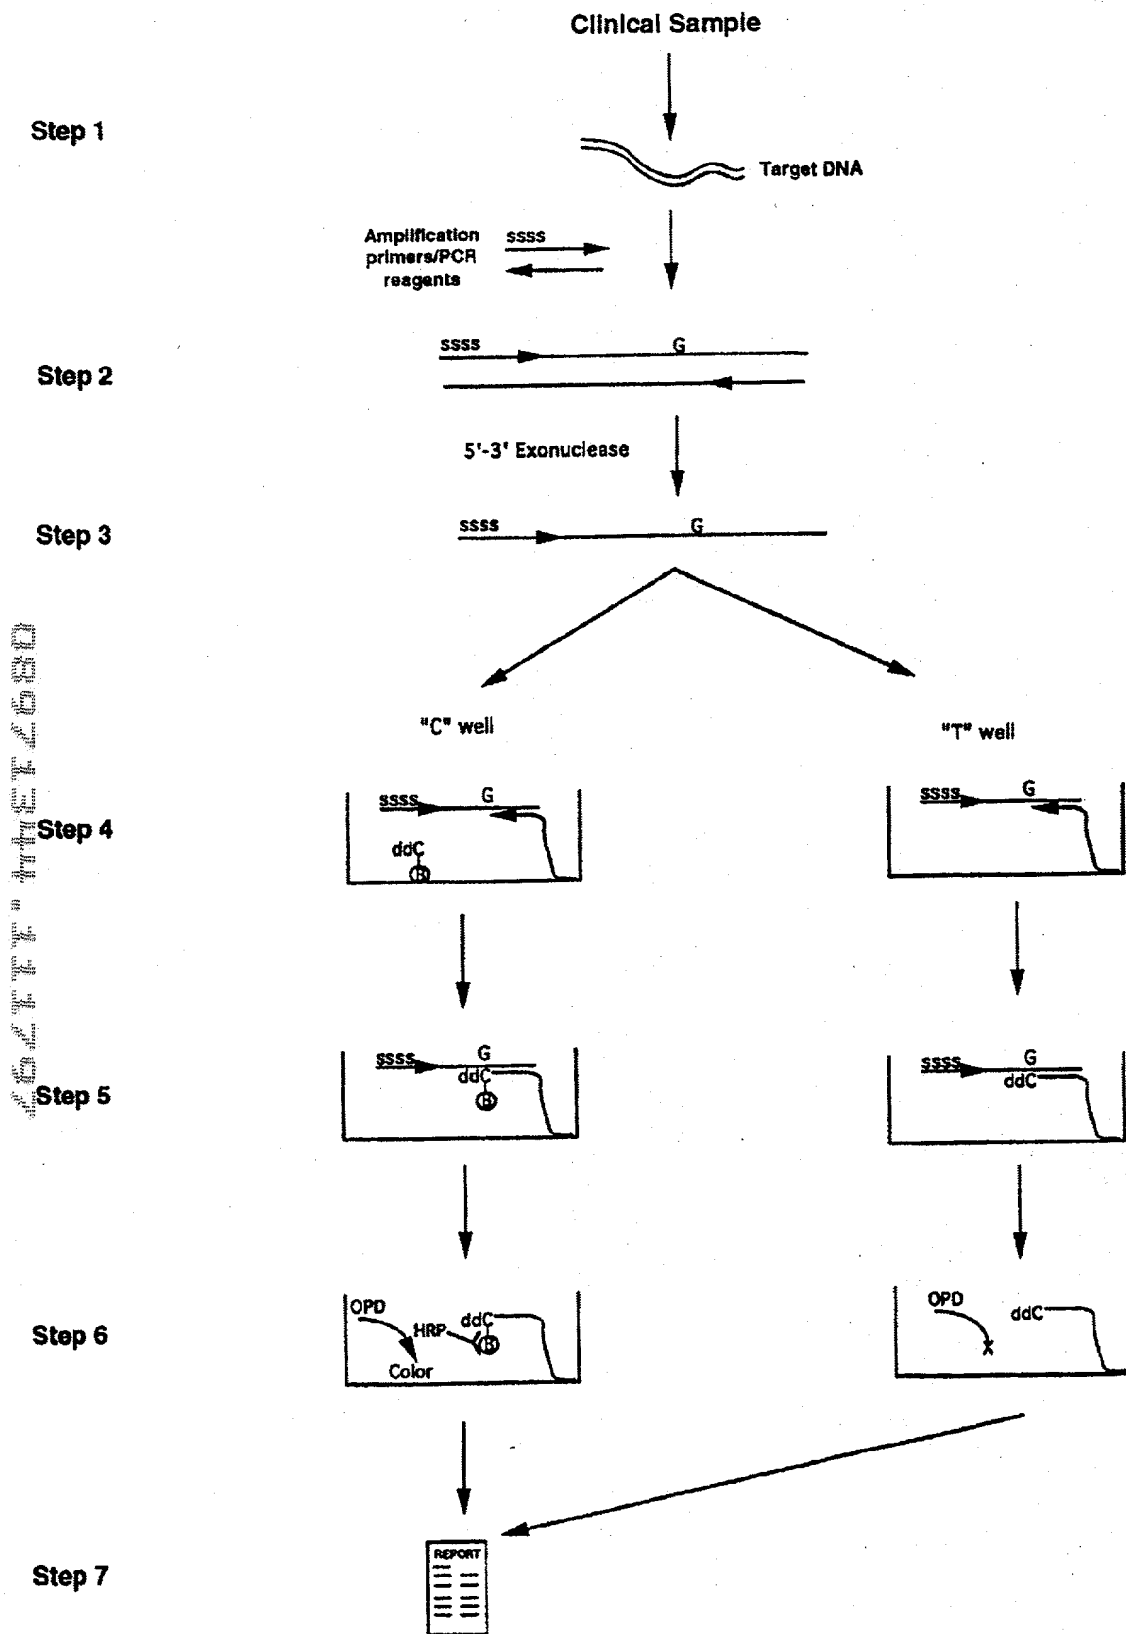 Clinical Sample
Step 1
Target DNA
Amplification
primers/PCR
reagents
ssss
Step 2
ssss
G
5'-3' Exonuclease
Step 3
ssss
G
"C" well
"T" well
Step 4
ssss
G
ddC
B
ssss
G
Step 5
ssss
G
ddC
B
ssss
G
ddC
Step 6
OPD
HRP
ddC
B
Color
OPD
ddC
X
Step 7
REPORT